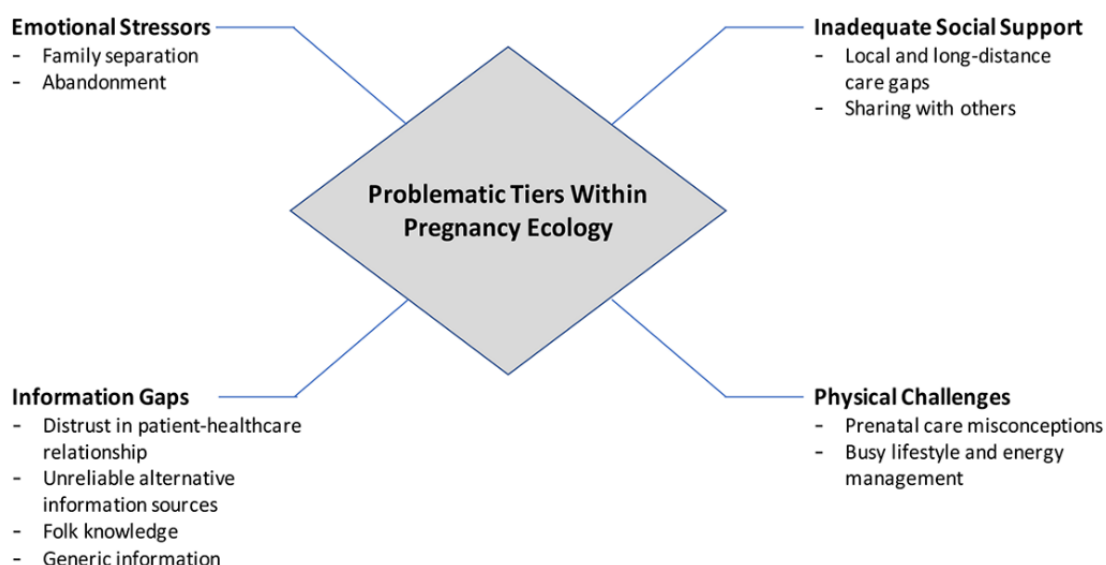 Emotional Stressors
- Family separation
- Abandonment
Inadequate Social Support
- Local and long-distance
care gaps
- Sharing with others
Problematic Tiers Within
Pregnancy Ecology
Information Gaps
- Distrust in patient-healthcare
relationship
- Unreliable alternative
information sources
- Folk knowledge
- Generic information
Physical Challenges
- Prenatal care misconceptions
- Busy lifestyle and energy
management